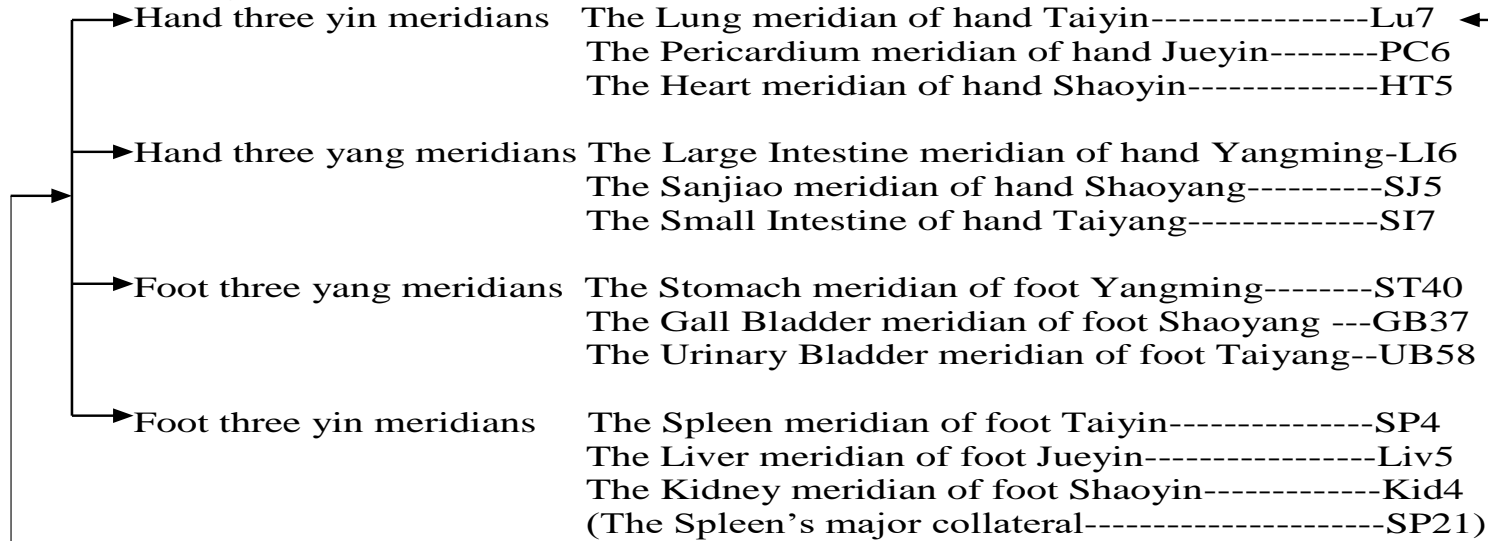 Hand three yin meridians The Lung meridian of hand Taiyin----------------Lu7
The Pericardium meridian of hand Jueyin--------PC6
The Heart meridian of hand Shaoyin--------------HT5
Hand three yang meridians The Large Intestine meridian of hand Yangming-LI6
The Sanjiao meridian of hand Shaoyang----------SJ5
The Small Intestine of hand Taiyang--------------SI7
Foot three yang meridians The Stomach meridian of foot Yangming--------ST40
The Gall Bladder meridian of foot Shaoyang ---GB37
The Urinary Bladder meridian of foot Taiyang--UB58
Foot three yin meridians The Spleen meridian of foot Taiyin---------------SP4
The Liver meridian of foot Jueyin-----------------Liv5
The Kidney meridian of foot Shaoyin-------------Kid4
(The Spleen’s major collateral----------------------SP21)